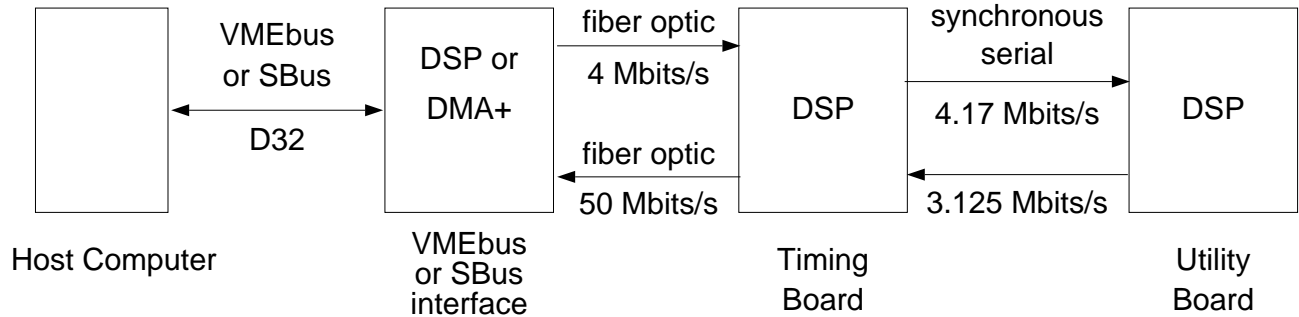 VMEbus
or SBus
D32
DSP or
DMA+
fiber optic
4 Mbits/s
fiber optic
50 Mbits/s
DSP
synchronous
serial
4.17 Mbits/s
3.125 Mbits/s
DSP
Host Computer
VMEbus
or SBus
interface
Timing
Board
Utility
Board